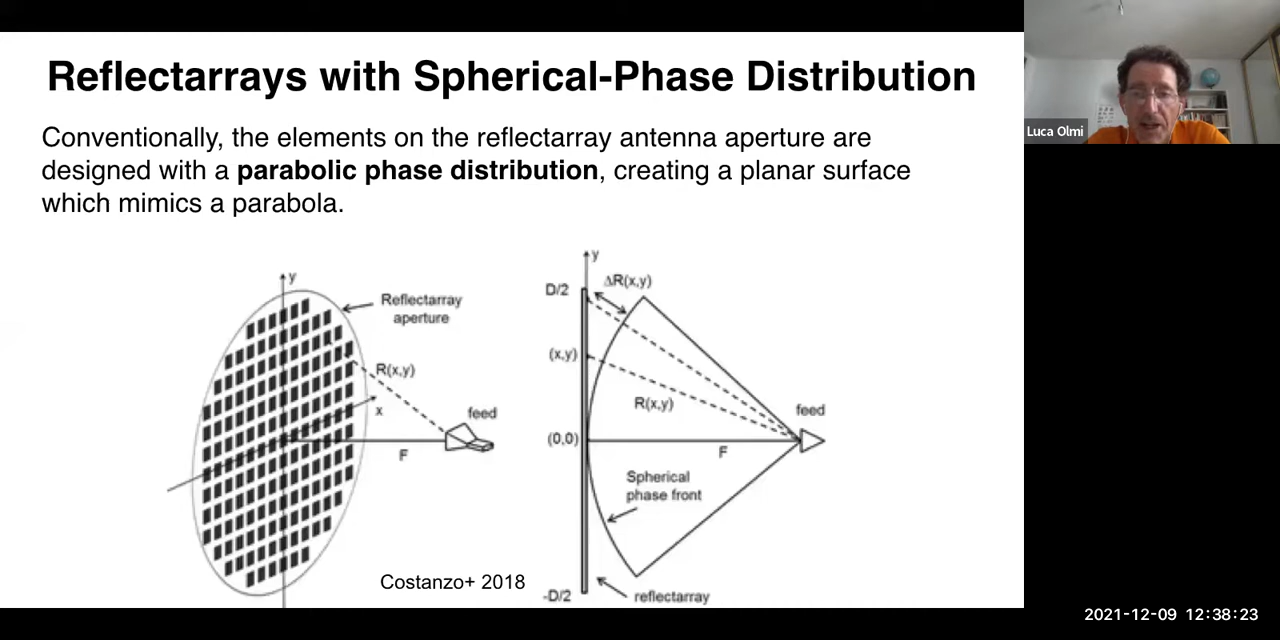 Reflectarrays with Spherical-Phase Distribution
Conventionally, the elements on the reflectarray antenna aperture are
designed with a parabolic phase distribution, creating a planar surface
which mimics a parabola.
y
Reflectarray
aperture
R(x,y)
x
feed
F
y
D/2
ΔR(x,y)
(x,y)
R(x,y)
feed
(0,0)
F
Spherical
phase front
-D/2
reflectarray
Costanzo+ 2018
Luca Olmi
2021-12-09 12:38:23